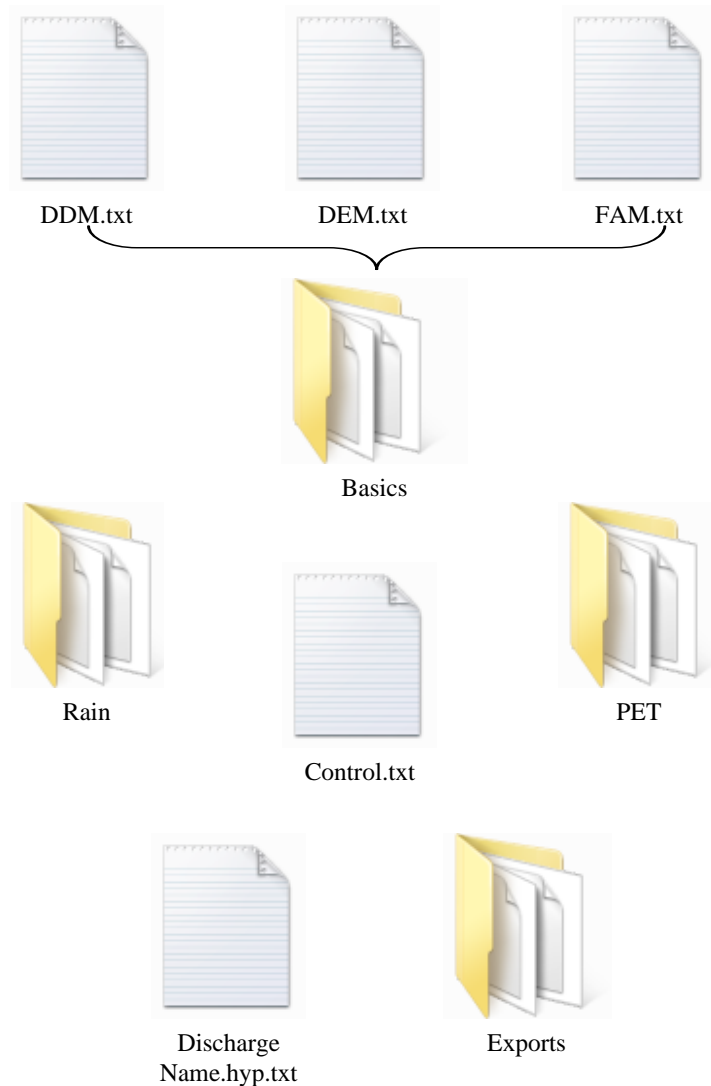 DDM.txt
DEM.txt
FAM.txt
Basics
Rain
PET
Control.txt
Discharge
Name.hyp.txt
Exports